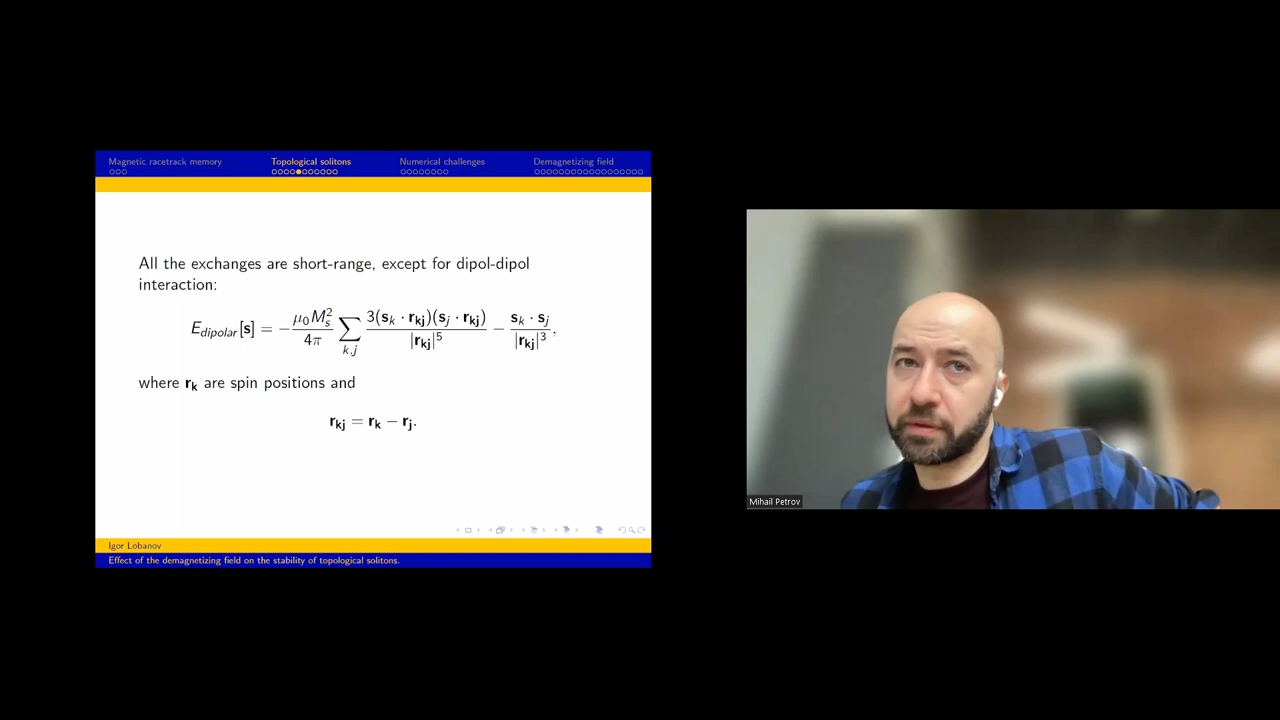 Magnetic racetrack memory Topological solitons Numerical challenges Demagnetizing field
All the exchanges are short-range, except for dipol-dipol
interaction:
E_dipolar[s] = − μ₀M_s²/4π ∑_{k,j} 3(s_k · r_kj)(s_j · r_kj)/|r_kj|⁵ − s_k · s_j/|r_kj|³,
where r_k are spin positions and
r_kj = r_k − r_j.
Igor Lobanov
Effect of the demagnetizing field on the stability of topological solitons.
Mihail Petrov